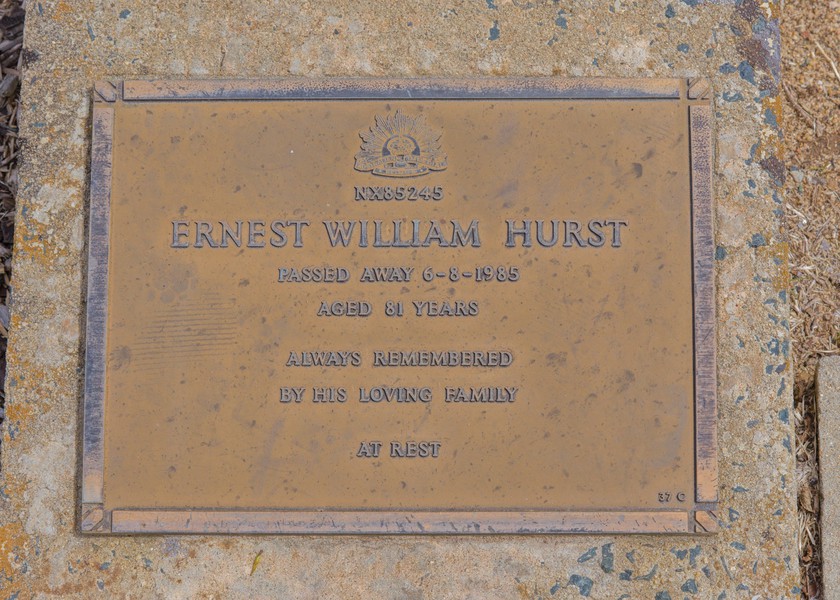 NX85245
ERNEST WILLIAM HURST
PASSED AWAY 6-8-1985
AGED 81 YEARS
ALWAYS REMEMBERED
BY HIS LOVING FAMILY
AT REST
37 C